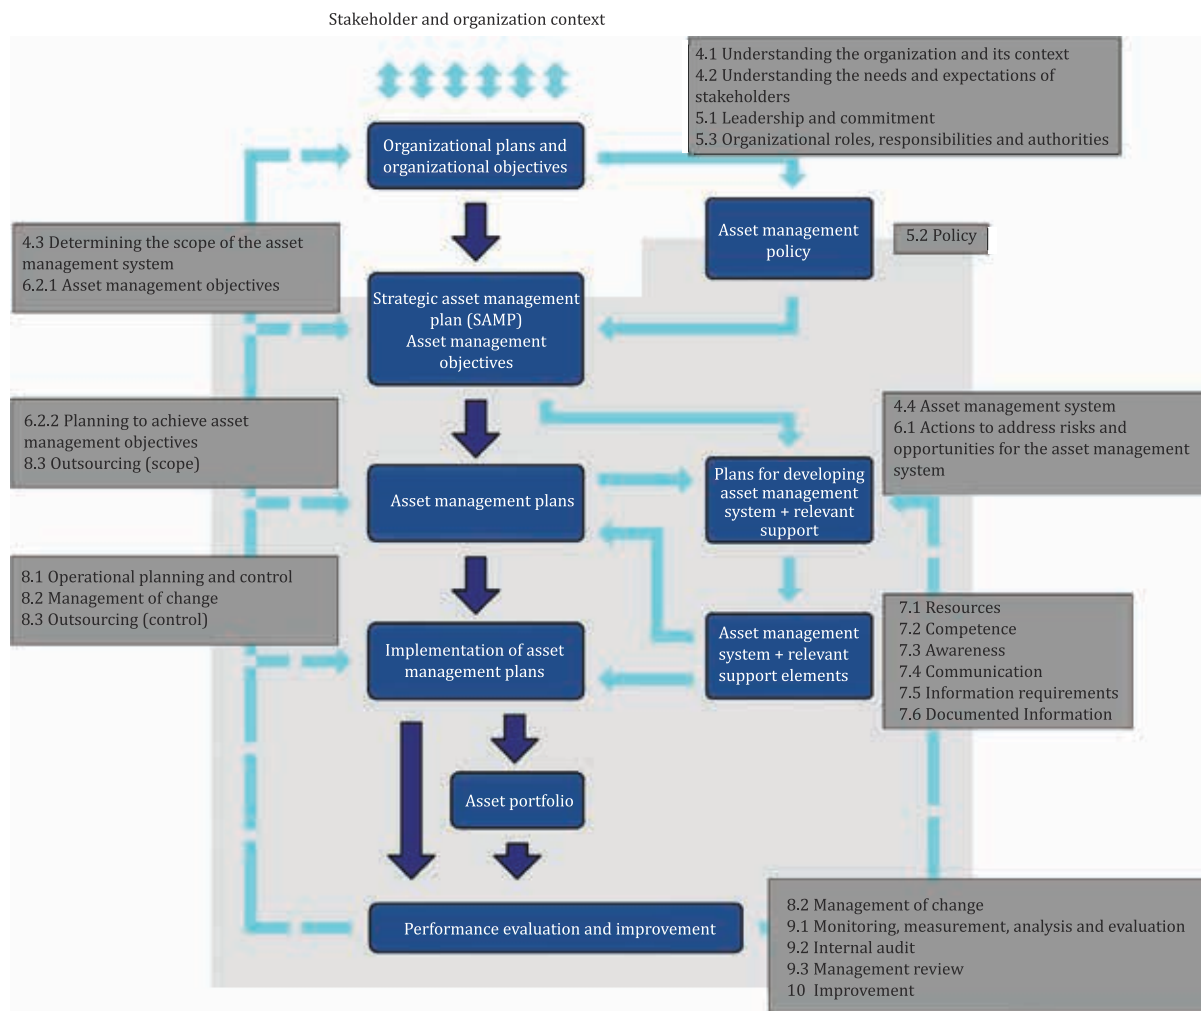 Stakeholder and organization context
4.1 Understanding the organization and its context
4.2 Understanding the needs and expectations of
stakeholders
5.1 Leadership and commitment
5.3 Organizational roles, responsibilities and authorities
Organizational plans and
organizational objectives
Asset management
policy
5.2 Policy
4.3 Determining the scope of the asset
management system
6.2.1 Asset management objectives
Strategic asset management
plan (SAMP)
Asset management
objectives
6.2.2 Planning to achieve asset
management objectives
8.3 Outsourcing (scope)
4.4 Asset management system
6.1 Actions to address risks and
opportunities for the asset management
system
Asset management plans
Plans for developing
asset management
system + relevant
support
8.1 Operational planning and control
8.2 Management of change
8.3 Outsourcing (control)
Implementation of asset
management plans
Asset management
system + relevant
support elements
7.1 Resources
7.2 Competence
7.3 Awareness
7.4 Communication
7.5 Information requirements
7.6 Documented Information
Asset portfolio
Performance evaluation and improvement
8.2 Management of change
9.1 Monitoring, measurement, analysis and evaluation
9.2 Internal audit
9.3 Management review
10 Improvement